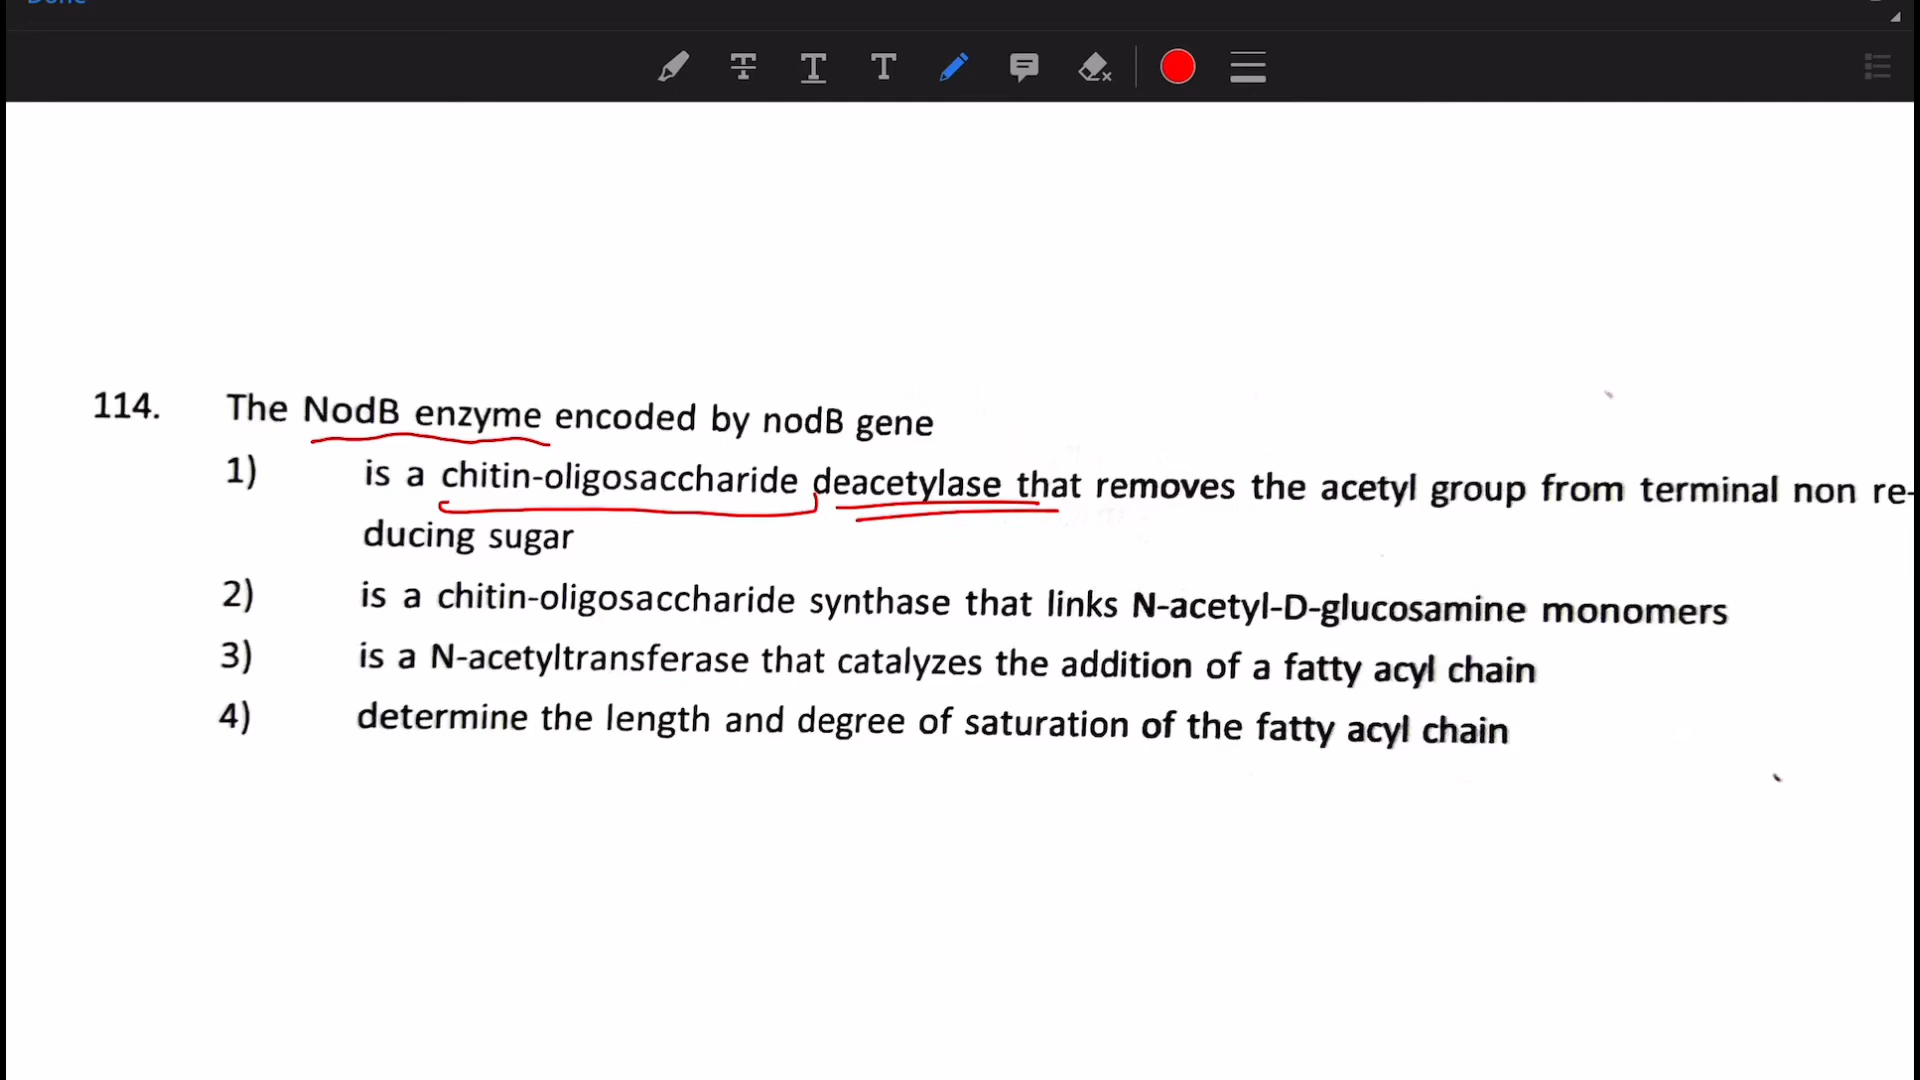 Done
114. The NodB enzyme encoded by nodB gene
1) is a chitin-oligosaccharide deacetylase that removes the acetyl group from terminal non re-
ducing sugar
2) is a chitin-oligosaccharide synthase that links N-acetyl-D-glucosamine monomers
3) is a N-acetyltransferase that catalyzes the addition of a fatty acyl chain
4) determine the length and degree of saturation of the fatty acyl chain